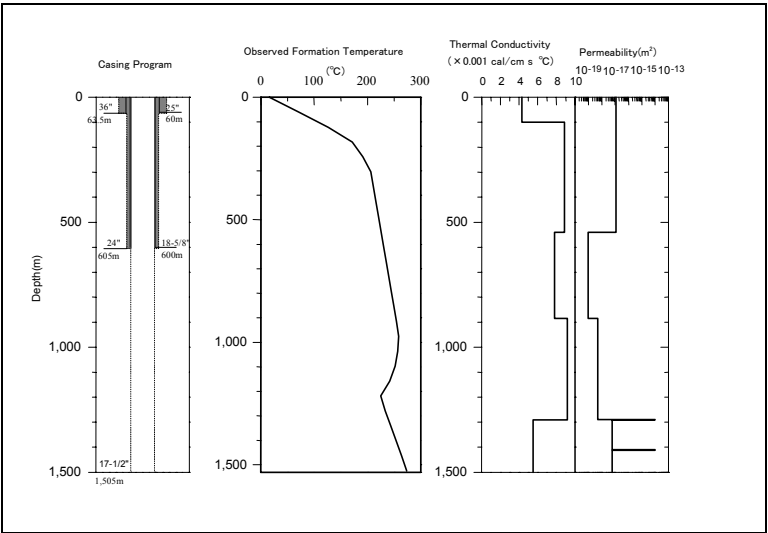 Casing Program
36"
63.5m
25"
60m
24"
605m
18-5/8"
600m
17-1/2"
1,505m
Depth(m)
0
500
1,000
1,500
Observed Formation Temperature
(℃)
0 100 200 300
0
500
1,000
1,500
Thermal Conductivity
(×0.001 cal/cm s ℃)
0 2 4 6 8 10
0
500
1,000
1,500
Permeability(m²)
10-19 10-17 10-15 10-13